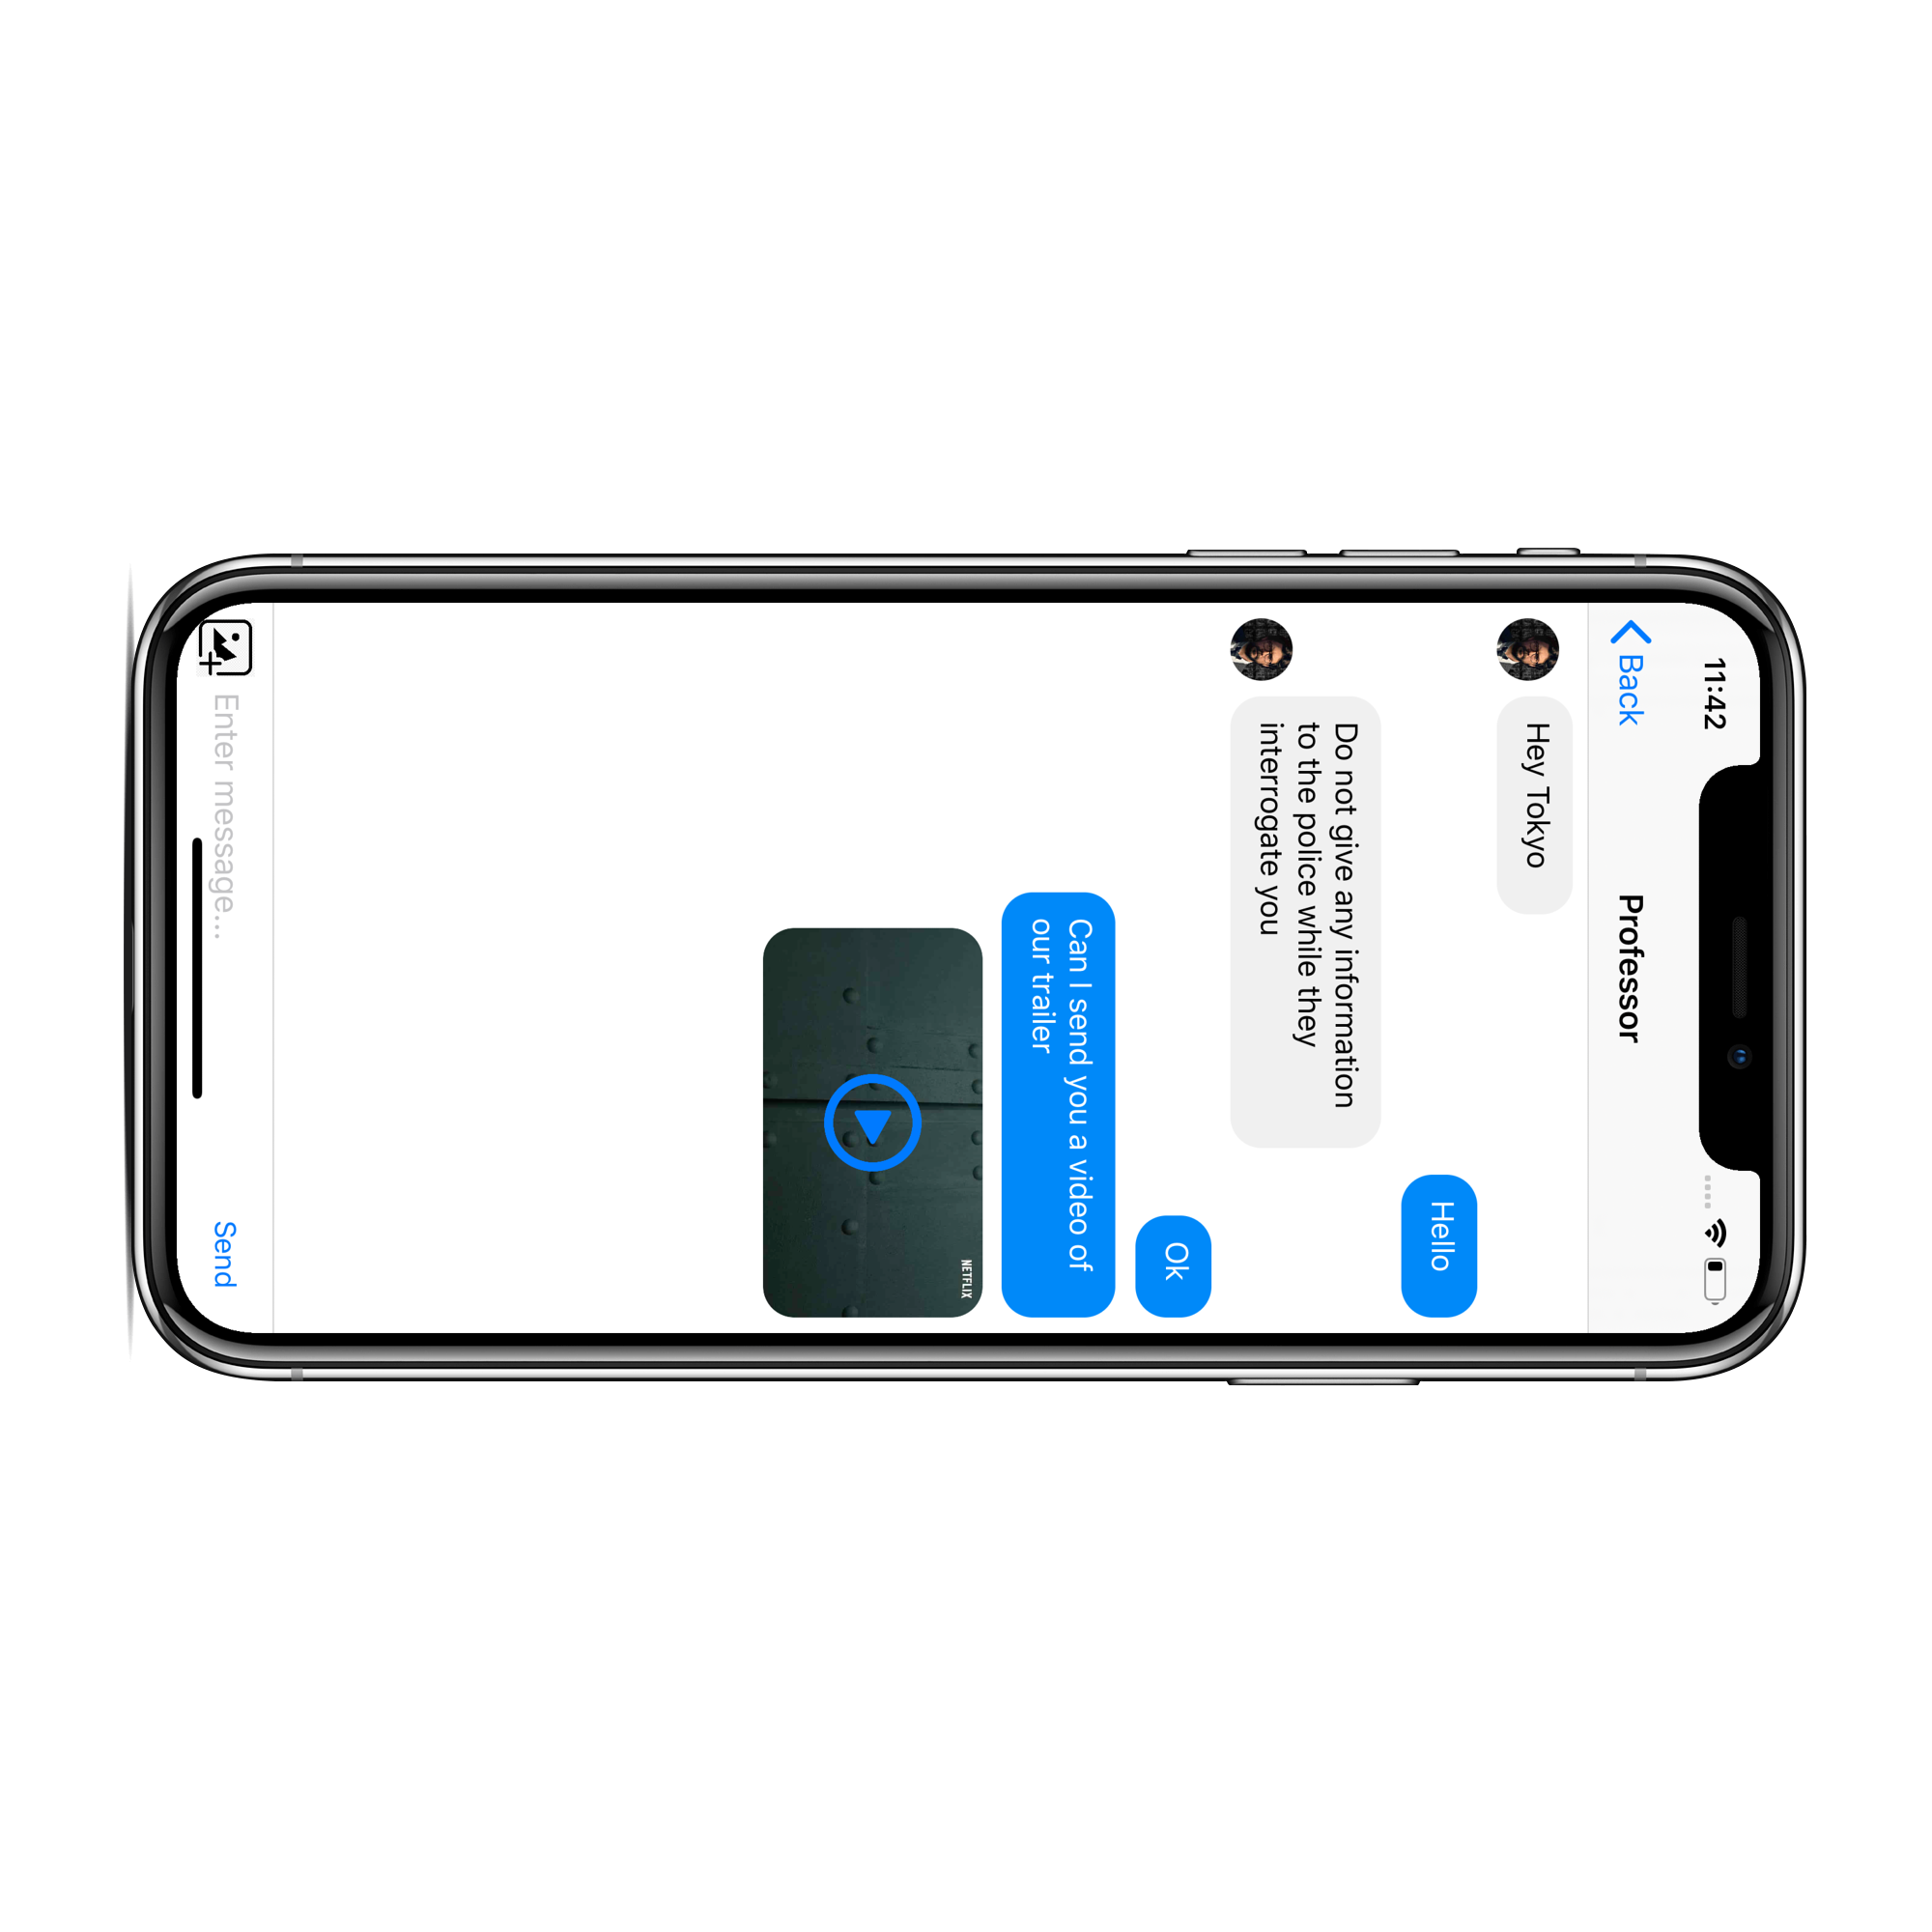 11:42
Back
Professor
Hey Tokyo
Hello
Do not give any information
to the police while they
interrogate you
Ok
Can I send you a video of
our trailer
NETFLIX
Enter message...
Send